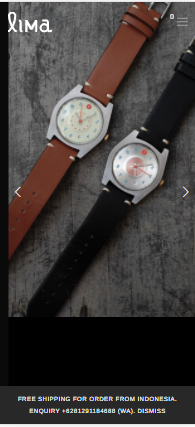 lima
0
FREE SHIPPING FOR ORDER FROM INDONESIA.
ENQUIRY +6281291184688 (WA). DISMISS